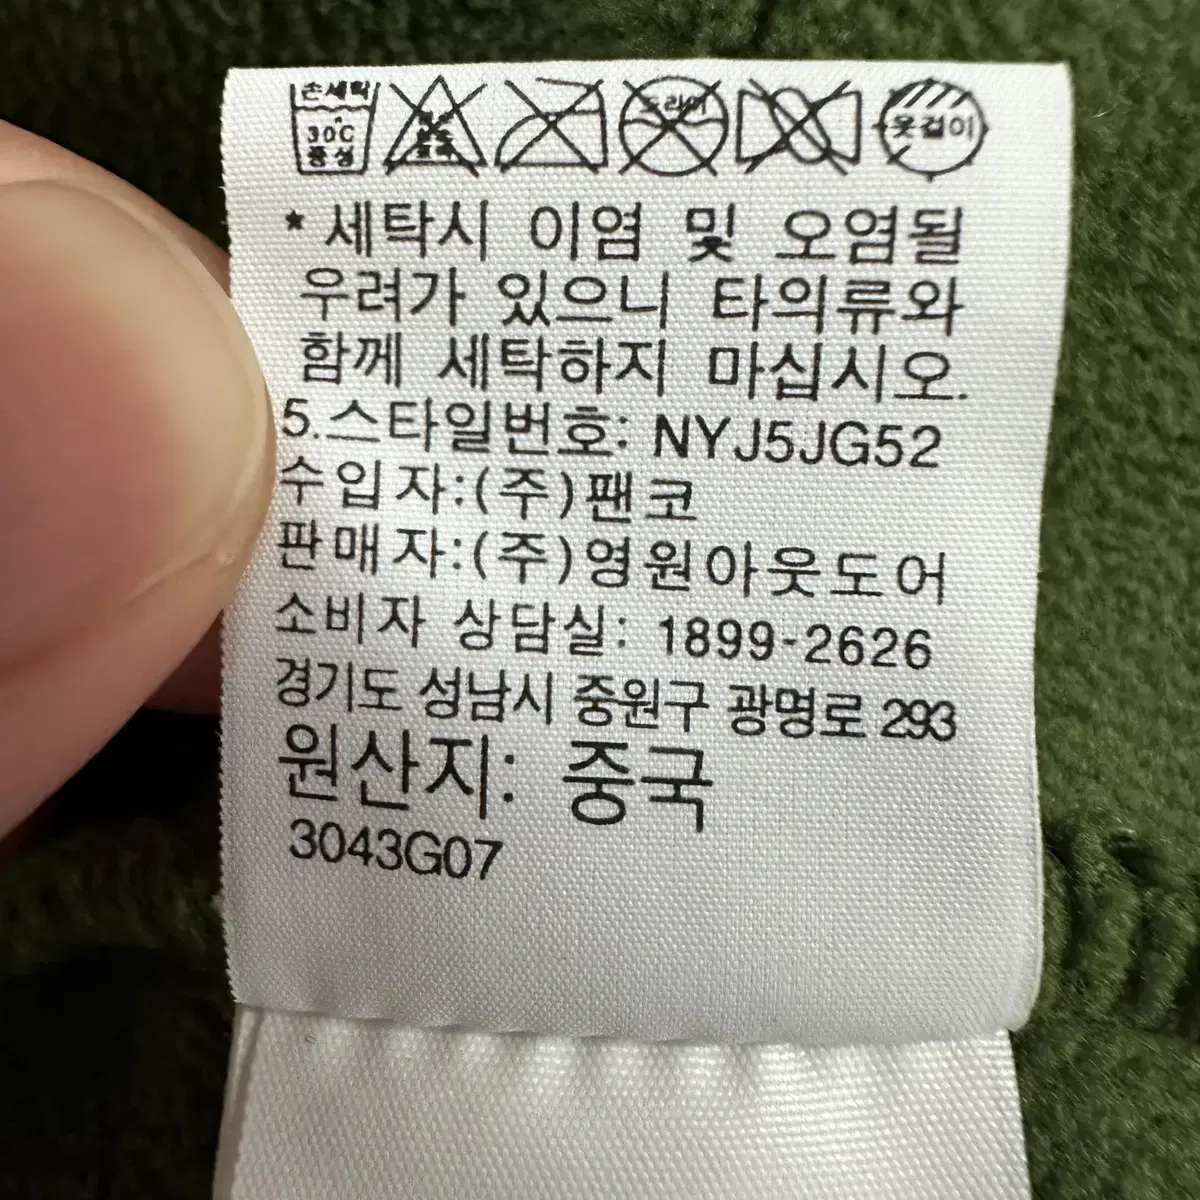 손세탁
30℃
중성
드라이
옷걸이
* 세탁시 이염 및 오염될
우려가 있으니 타의류와
함께 세탁하지 마십시오.
5.스타일번호: NYJ5JG52
수입자:(주)팬코
판매자:(주)영원아웃도어
소비자 상담실: 1899-2626
경기도 성남시 중원구 광명로 293
원산지: 중국
3043G07